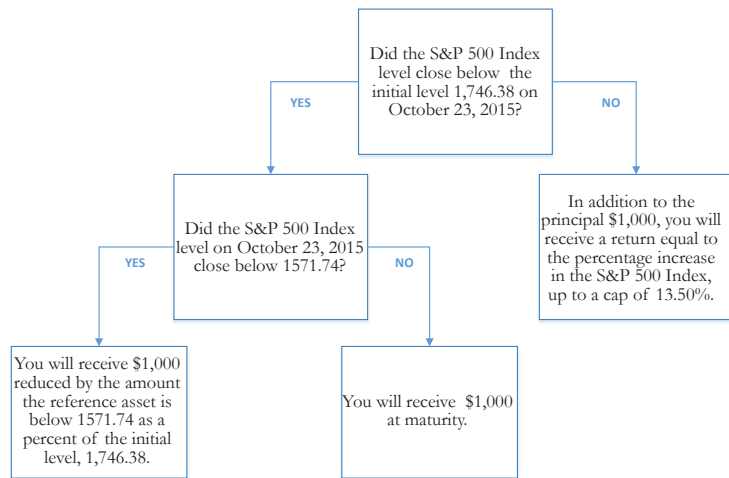 Did the S&P 500 Index
level close below the
initial level 1,746.38 on
October 23, 2015?
YES
NO
Did the S&P 500 Index
level on October 23, 2015
close below 1571.74?
In addition to the
principal $1,000, you will
receive a return equal to
the percentage increase
in the S&P 500 Index,
up to a cap of 13.50%.
YES
NO
You will receive $1,000
reduced by the amount
the reference asset is
below 1571.74 as a
percent of the initial
level, 1,746.38.
You will receive $1,000
at maturity.